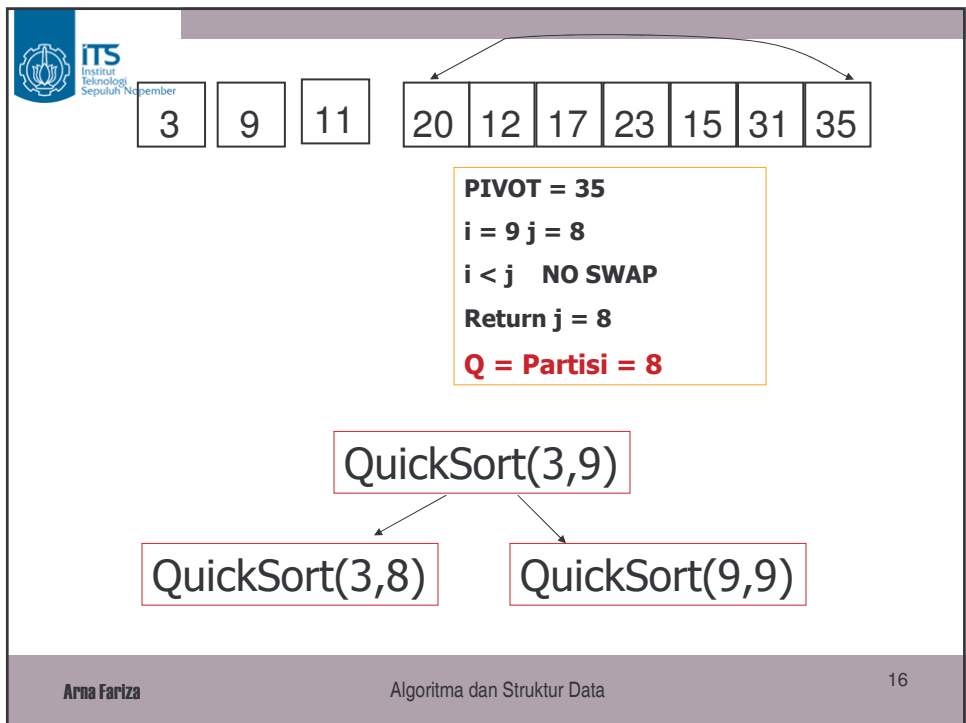 iTS
Institut
Teknologi
Sepuluh Nopember
3 9 11 20 12 17 23 15 31 35
PIVOT = 35
i = 9 j = 8
i < j NO SWAP
Return j = 8
Q = Partisi = 8
QuickSort(3,9)
QuickSort(3,8) QuickSort(9,9)
Arna Fariza Algoritma dan Struktur Data 16